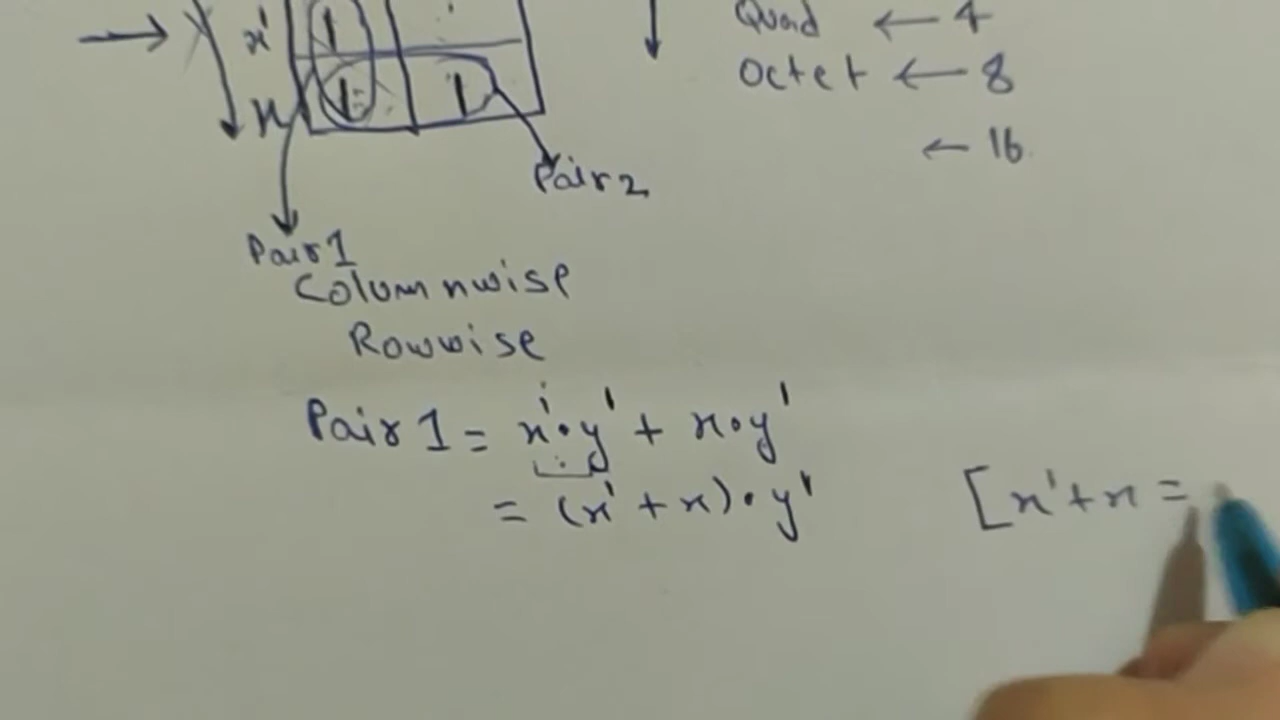 x' 1
x 1 1
Quad ← 4
Octet ← 8
← 16
Pair 2
Pair 1
Columnwise
Rowwise
Pair 1 = x'•y' + x•y'
= (x' + x)•y'
[x' + x =